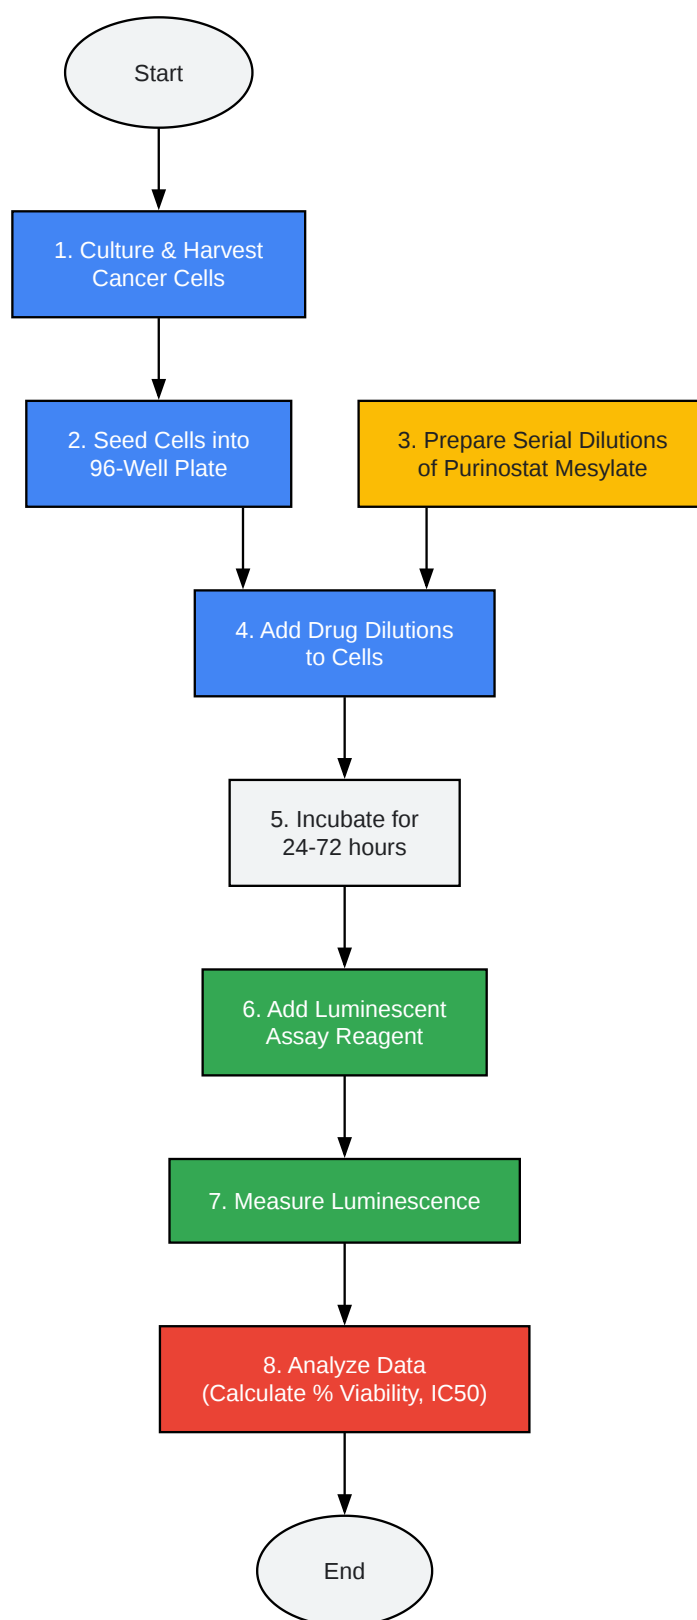 Start
1. Culture & Harvest
Cancer Cells
2. Seed Cells into
96-Well Plate
3. Prepare Serial Dilutions
of Purinostat Mesylate
4. Add Drug Dilutions
to Cells
5. Incubate for
24-72 hours
6. Add Luminescent
Assay Reagent
7. Measure Luminescence
8. Analyze Data
(Calculate % Viability, IC50)
End